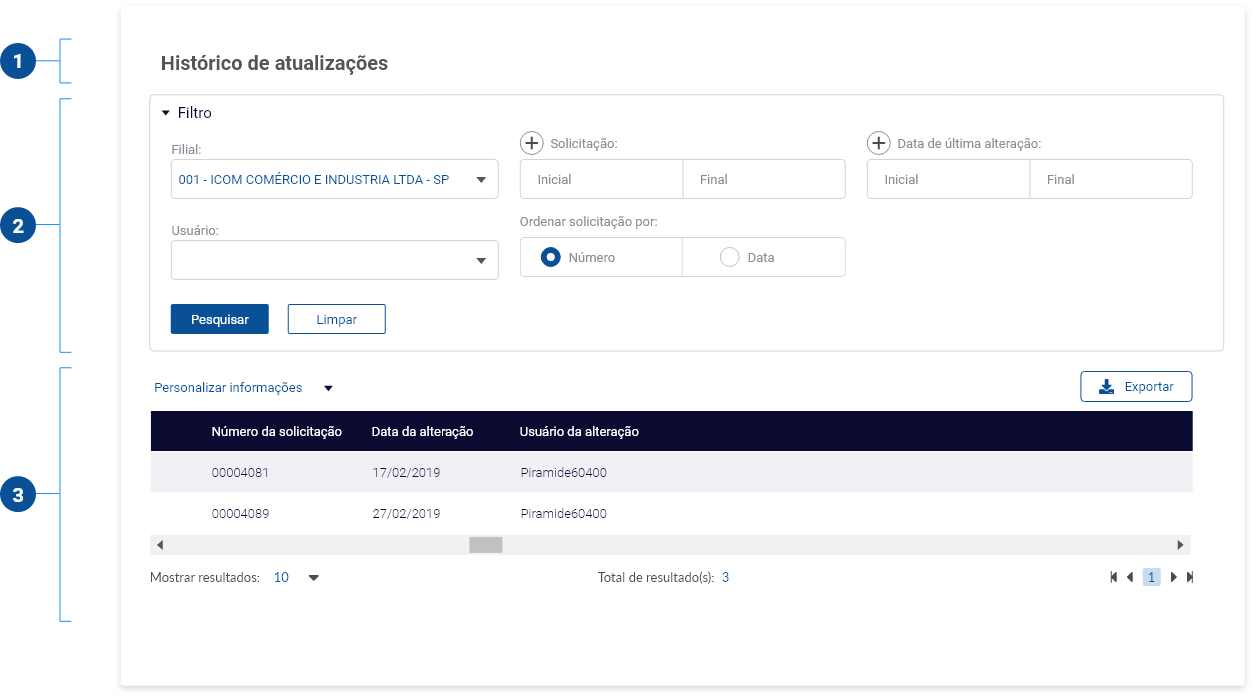 1
Histórico de atualizações
2
Filtro
Filial:
Solicitação:
Data de última alteração:
001 - ICOM COMÉRCIO E INDUSTRIA LTDA - SP
Inicial
Final
Inicial
Final
Usuário:
Ordenar solicitação por:
Número
Data
Pesquisar
Limpar
3
Personalizar informações
Exportar
Número da solicitação
Data da alteração
Usuário da alteração
00004081
17/02/2019
Piramide60400
00004089
27/02/2019
Piramide60400
Mostrar resultados: 10
Total de resultado(s): 3
1